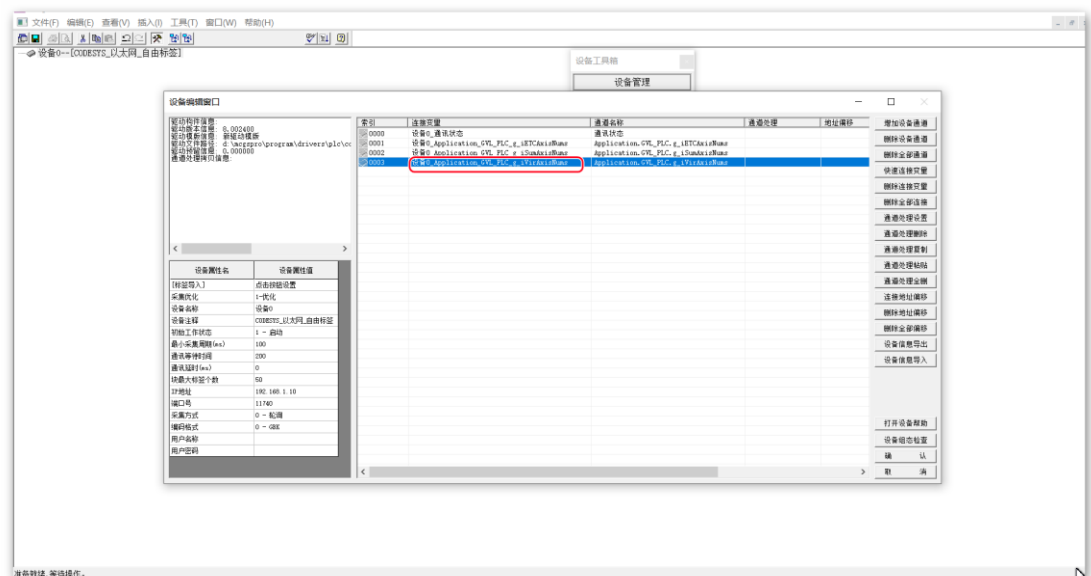 文件(F) 编辑(E) 查看(V) 插入(I) 工具(T) 窗口(W) 帮助(H)
设备0--[CODESYS_以太网_自由标签]
设备工具箱
设备管理
设备编辑窗口
驱动构件信息:
驱动版本信息: 8.002400
驱动模版信息: 新驱动模版
驱动文件路径: d:\mcgspro\program\drivers\plc\co
驱动预留信息: 0.000000
通道处理拷贝信息:
索引 连接变量 通道名称 通道处理 地址偏移
0000 设备0_通讯状态 通讯状态
0001 设备0_Application_GVL_PLC_g_iETCAxisNums Application.GVL_PLC.g_iETCAxisNums
0002 设备0_Application_GVL_PLC_g_iSumAxisNums Application.GVL_PLC.g_iSumAxisNums
0003 设备0_Application_GVL_PLC_g_iVirAxisNums Application.GVL_PLC.g_iVirAxisNums
设备属性名 设备属性值
[标签导入] 点击按钮设置
采集优化 1-优化
设备名称 设备0
设备注释 CODESYS_以太网_自由标签
初始工作状态 1 - 启动
最小采集周期(ms) 100
通讯等待时间 200
通讯延时(ms) 0
块最大标签个数 50
IP地址 192.168.1.10
端口号 11740
采集方式 0 - 轮询
编码格式 0 - GBK
用户名称
用户密码
增加设备通道
删除设备通道
删除全部通道
快速连接变量
删除连接变量
删除全部连接
通道处理设置
通道处理删除
通道处理复制
通道处理粘贴
通道处理全删
连接地址偏移
删除地址偏移
删除全部偏移
设备信息导出
设备信息导入
打开设备帮助
设备组态检查
确 认
取 消
准备就绪,等待操作。